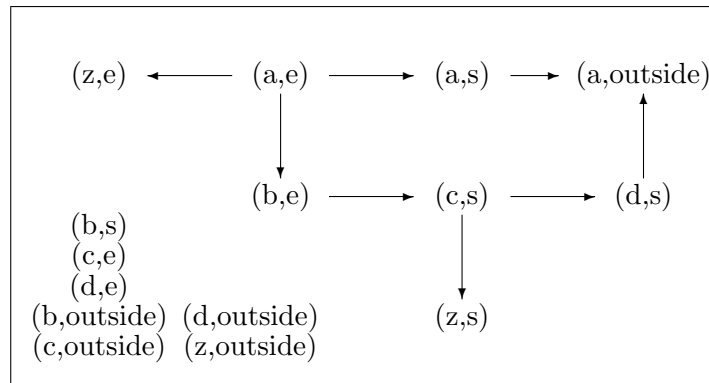 (z,e) (a,e) (a,s) (a,outside)
(b,e) (c,s) (d,s)
(b,s)
(c,e)
(d,e)
(b,outside) (d,outside) (z,s)
(c,outside) (z,outside)